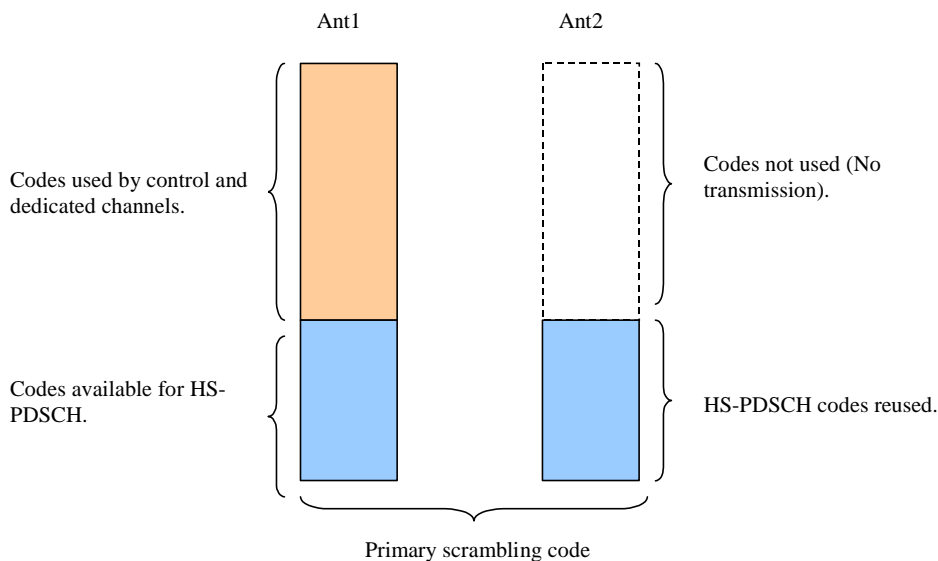 Ant1
Ant2
Codes used by control and
dedicated channels.
Codes not used (No
transmission).
Codes available for HS-
PDSCH.
HS-PDSCH codes reused.
Primary scrambling code